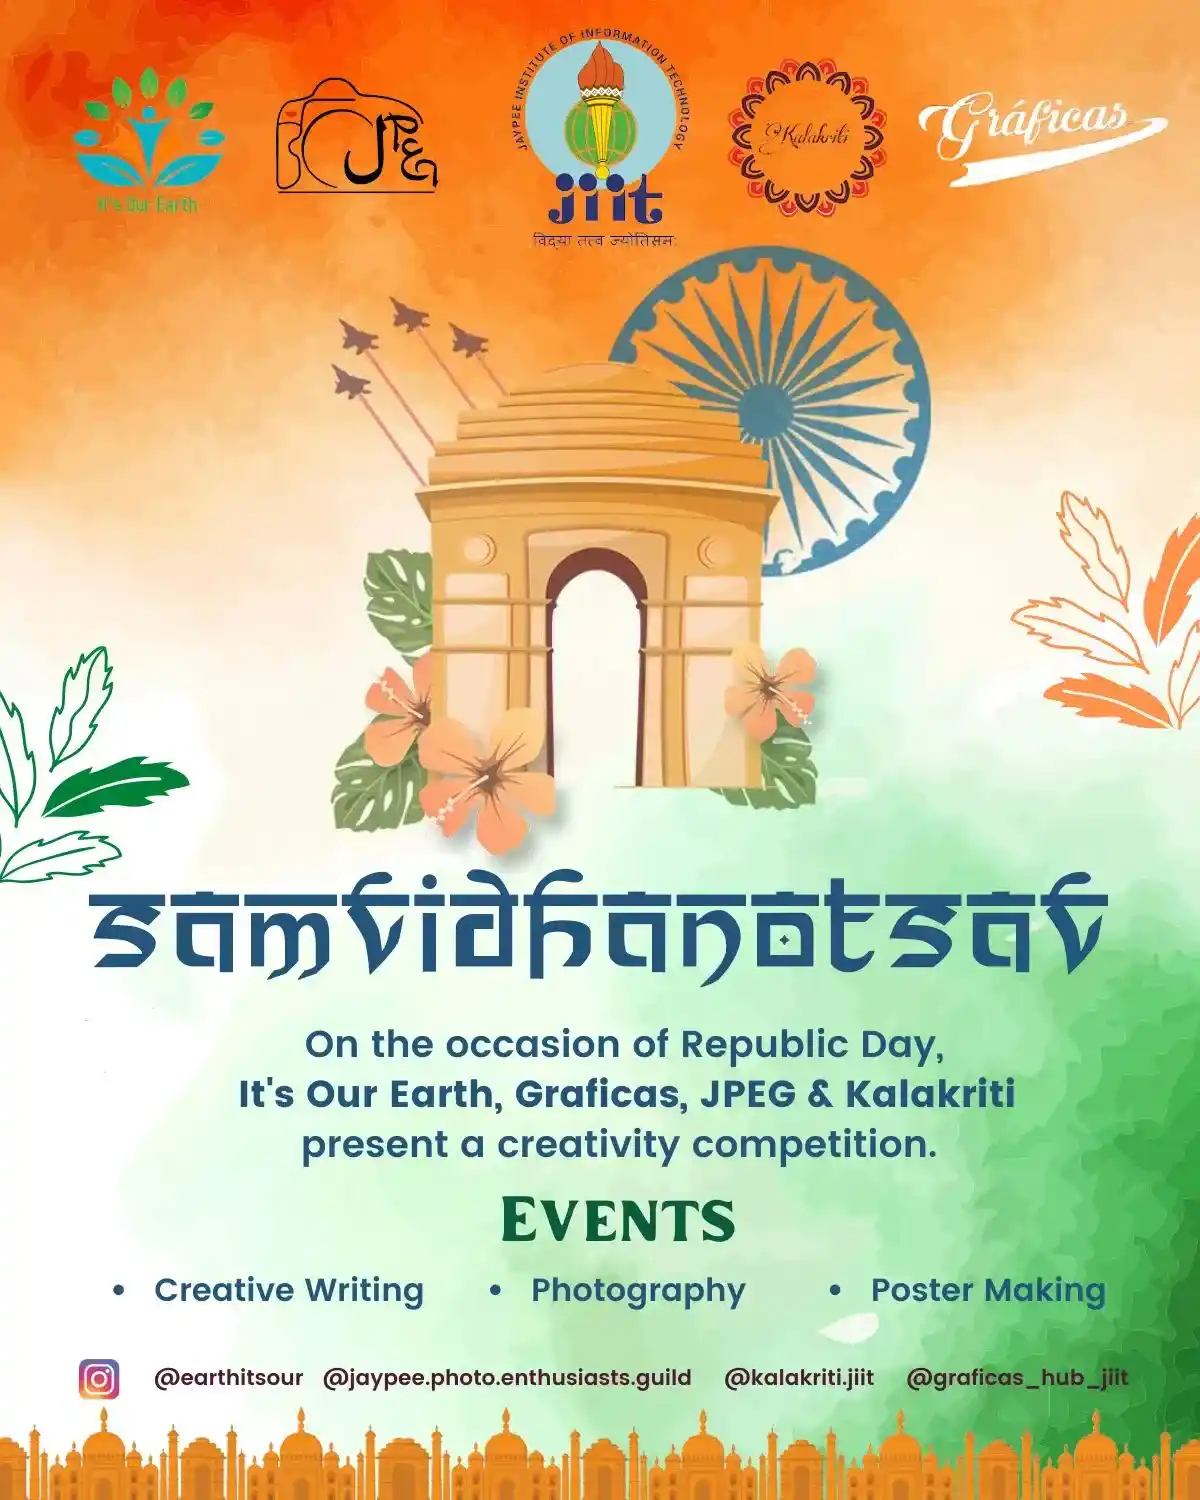 It's Our Earth
JPEG
JAYPEE INSTITUTE OF INFORMATION TECHNOLOGY
jiit
विद्या तत्व ज्योतिसमः
Kalakriti
Gráficas
samvidhanotsav
On the occasion of Republic Day,
It's Our Earth, Graficas, JPEG & Kalakriti
present a creativity competition.
EVENTS
• Creative Writing • Photography • Poster Making
@earthitsour @jaypee.photo.enthusiasts.guild @kalakriti.jiit @graficas_hub_jiit